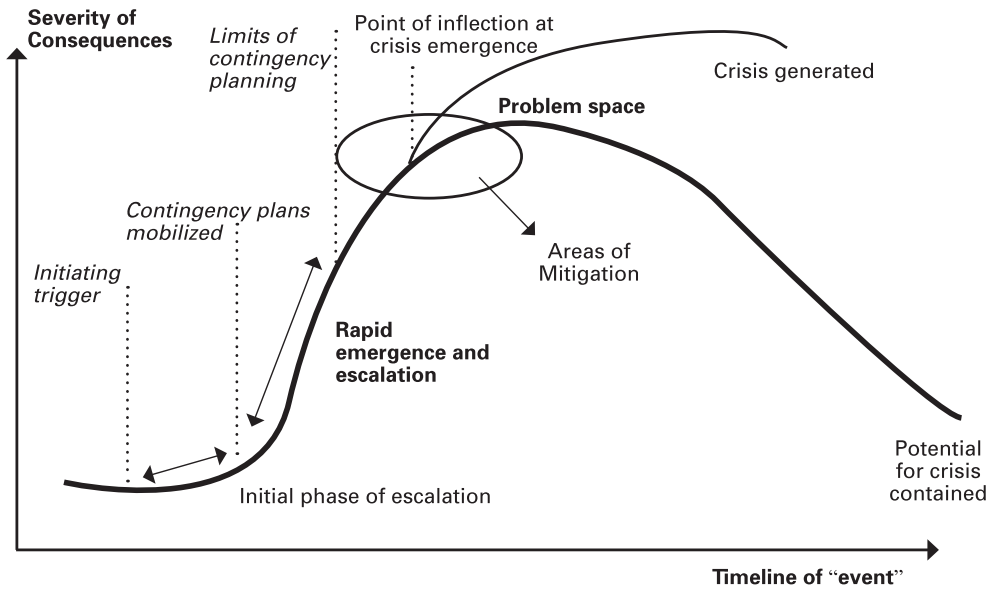 Severity of
Consequences
Limits of
contingency
planning
Point of inflection at
crisis emergence
Crisis generated
Problem space
Contingency plans
mobilized
Areas of
Mitigation
Initiating
trigger
Rapid
emergence and
escalation
Initial phase of escalation
Potential
for crisis
contained
Timeline of “event”